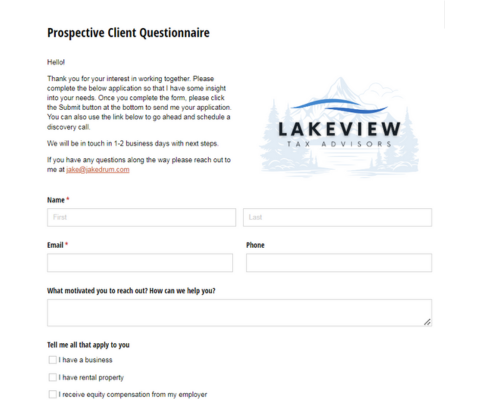 Prospective Client Questionnaire
Hello!
Thank you for your interest in working together. Please
complete the below application so that I have some insight
into your needs. Once you complete the form, please click
the Submit button at the bottom to send me your application.
You can also use the link below to go ahead and schedule a
discovery call.
We will be in touch in 1-2 business days with next steps.
If you have any questions along the way please reach out to
me at jake@jakedrum.com
LAKEVIEW
TAX ADVISORS
Name *
First Last
Email * Phone
What motivated you to reach out? How can we help you?
Tell me all that apply to you
I have a business
I have rental property
I receive equity compensation from my employer